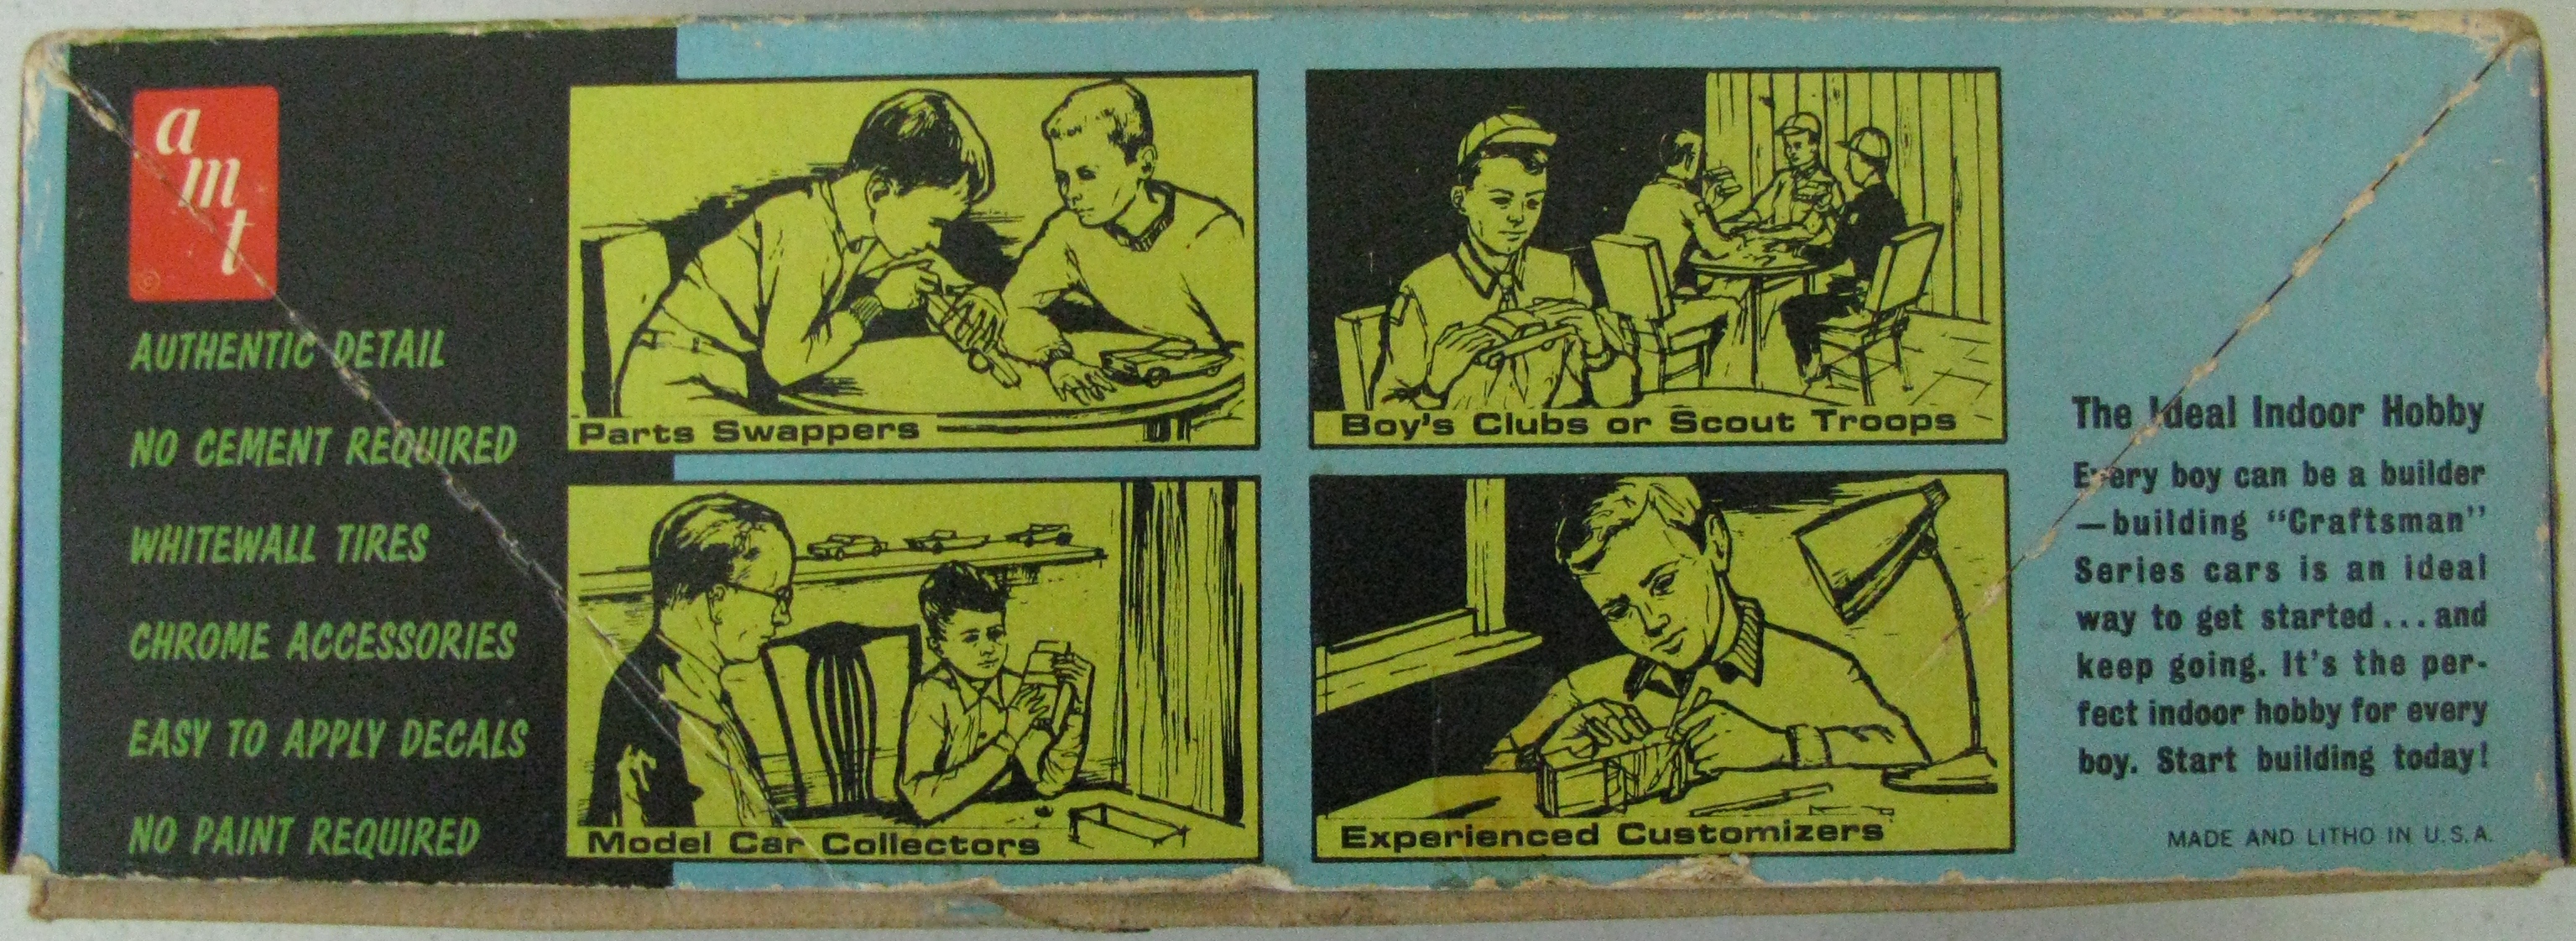 a
m
t
©
AUTHENTIC DETAIL
NO CEMENT REQUIRED
WHITEWALL TIRES
CHROME ACCESSORIES
EASY TO APPLY DECALS
NO PAINT REQUIRED
Parts Swappers
Boy's Clubs or Scout Troops
Model Car Collectors
Experienced Customizers
The Ideal Indoor Hobby
Every boy can be a builder
—building "Craftsman"
Series cars is an ideal
way to get started...and
keep going. It's the per-
fect indoor hobby for every
boy. Start building today!
MADE AND LITHO IN U.S.A.